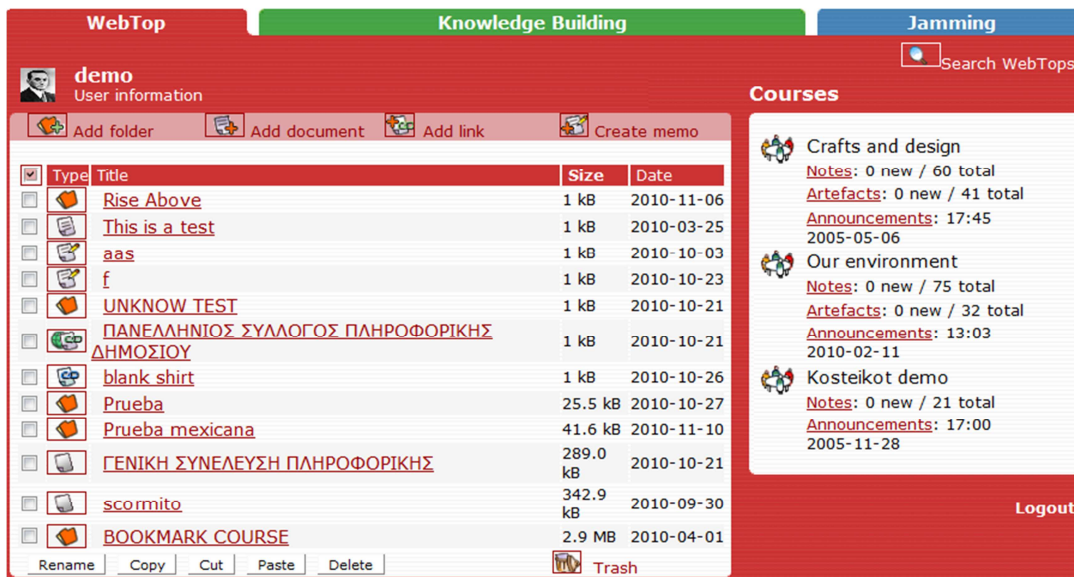 WebTop Knowledge Building Jamming
Search WebTops
demo
User information
Add folder Add document Add link Create memo
Type Title Size Date
Rise Above 1 kB 2010-11-06
This is a test 1 kB 2010-03-25
aas 1 kB 2010-10-03
f 1 kB 2010-10-23
UNKNOW TEST 1 kB 2010-10-21
ΠΑΝΕΛΛΗΝΙΟΣ ΣΥΛΛΟΓΟΣ ΠΛΗΡΟΦΟΡΙΚΗΣ
ΔΗΜΟΣΙΟΥ 1 kB 2010-10-21
blank shirt 1 kB 2010-10-26
Prueba 25.5 kB 2010-10-27
Prueba mexicana 41.6 kB 2010-11-10
ΓΕΝΙΚΗ ΣΥΝΕΛΕΥΣΗ ΠΛΗΡΟΦΟΡΙΚΗΣ 289.0 kB 2010-10-21
scormito 342.9 kB 2010-09-30
BOOKMARK COURSE 2.9 MB 2010-04-01
Rename Copy Cut Paste Delete Trash
Courses
Crafts and design
Notes: 0 new / 60 total
Artefacts: 0 new / 41 total
Announcements: 17:45
2005-05-06
Our environment
Notes: 0 new / 75 total
Artefacts: 0 new / 32 total
Announcements: 13:03
2010-02-11
Kosteikot demo
Notes: 0 new / 21 total
Announcements: 17:00
2005-11-28
Logout